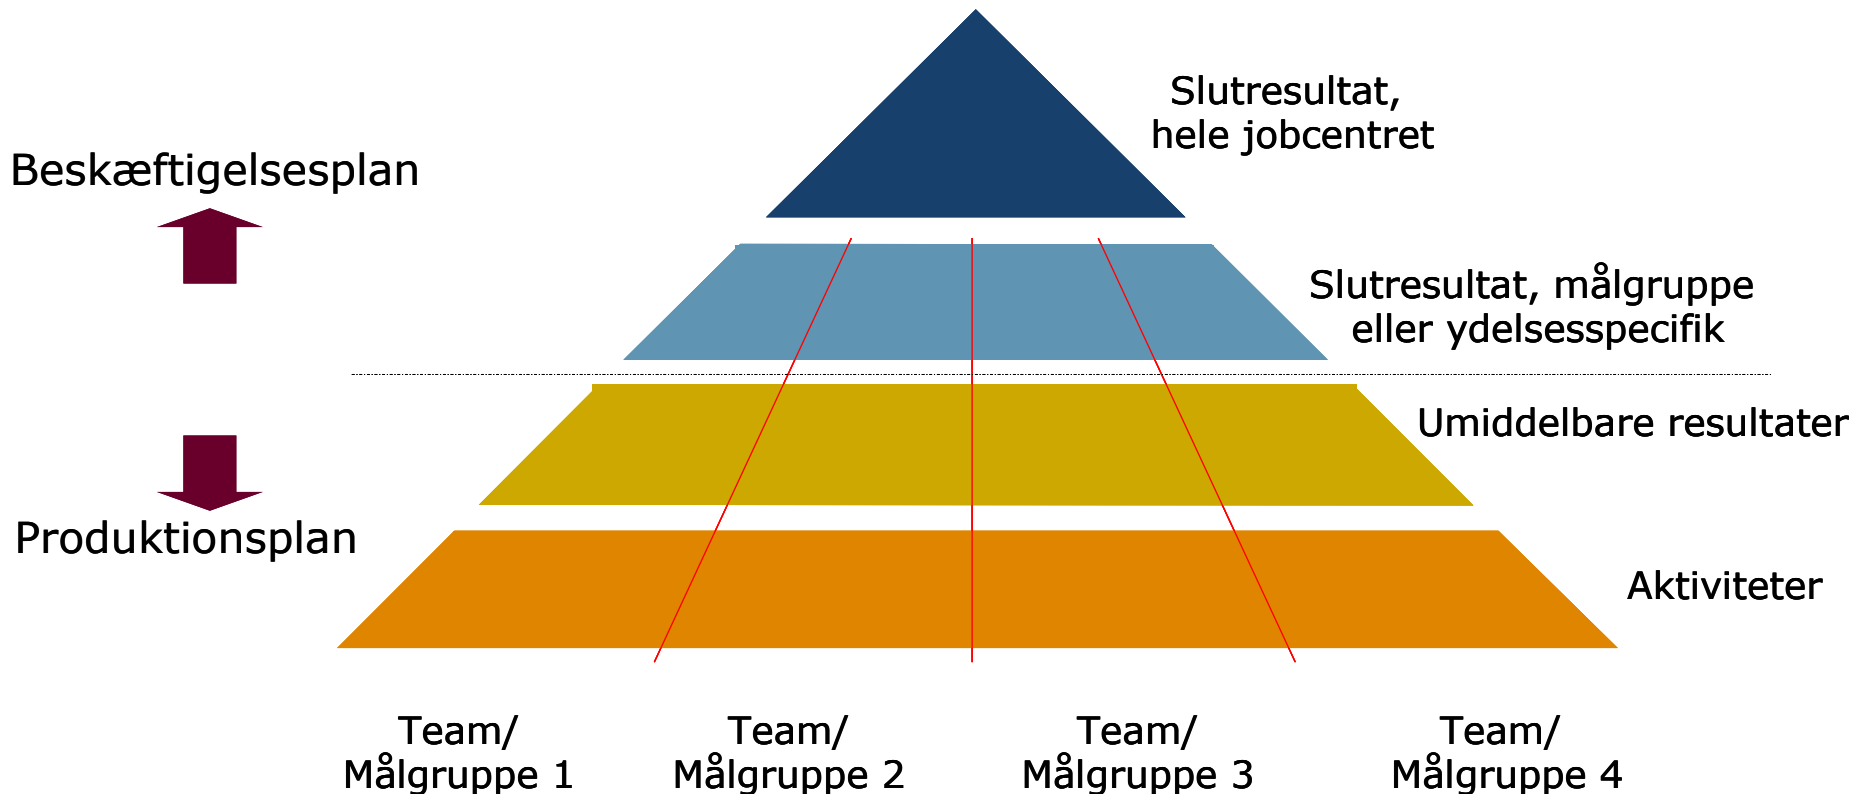 Slutresultat,
hele jobcentret
Beskæftigelsesplan
Slutresultat, målgruppe
eller ydelsesspecifik
Umiddelbare resultater
Produktionsplan
Aktiviteter
Team/
Målgruppe 1
Team/
Målgruppe 2
Team/
Målgruppe 3
Team/
Målgruppe 4